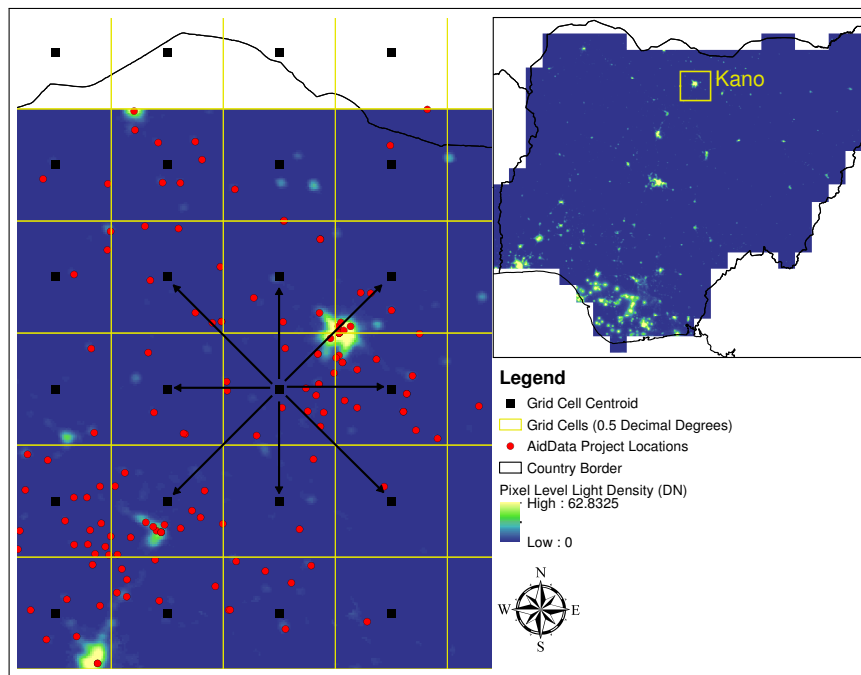 Kano
Legend
Grid Cell Centroid
Grid Cells (0.5 Decimal Degrees)
AidData Project Locations
Country Border
Pixel Level Light Density (DN)
High : 62.8325
Low : 0
N
W E
S